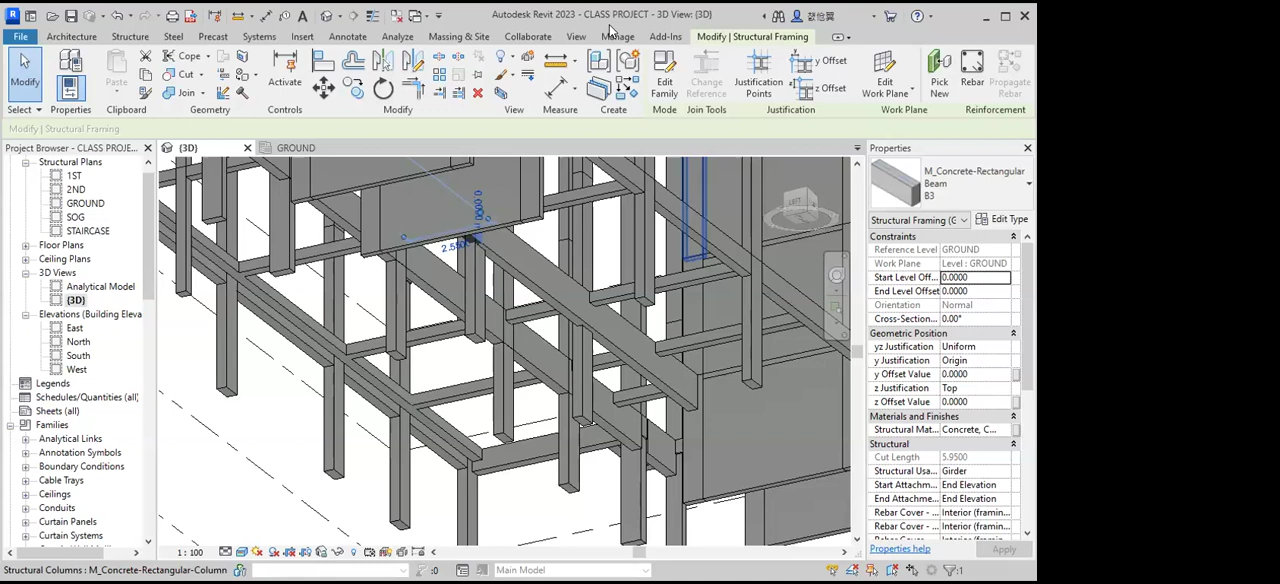 Autodesk Revit 2023 - CLASS PROJECT - 3D View: {3D}
File Architecture Structure Steel Precast Systems Insert Annotate Analyze Massing & Site Collaborate View Manage Add-Ins Modify | Structural Framing
Modify
Select
Properties
Paste
Clipboard
Cope
Cut
Join
Geometry
Activate
Controls
Modify
View
Measure
Create
Edit
Family
Mode
Change
Reference
Join Tools
Justification
Points
y Offset
z Offset
Justification
Edit
Work Plane
Work Plane
Pick
New
Rebar
Propagate
Rebar
Reinforcement
Modify | Structural Framing
Project Browser - CLASS PROJE...
Structural Plans
1ST
2ND
GROUND
SOG
STAIRCASE
Floor Plans
Ceiling Plans
3D Views
Analytical Model
{3D}
Elevations (Building Eleva
East
North
South
West
Legends
Schedules/Quantities (all)
Sheets (all)
Families
Analytical Links
Annotation Symbols
Boundary Conditions
Cable Trays
Ceilings
Conduits
Curtain Panels
Curtain Systems
{3D}
GROUND
0.0000
Properties
M_Concrete-Rectangular
Beam
B3
Structural Framing (G
Edit Type
Constraints
Reference Level GROUND
Work Plane Level : GROUND
Start Level Off... 0.0000
End Level Offset 0.0000
Orientation Normal
Cross-Section... 0.00°
Geometric Position
yz Justification Uniform
y Justification Origin
y Offset Value 0.0000
z Justification Top
z Offset Value 0.0000
Materials and Finishes
Structural Mat... Concrete, C...
Structural
Cut Length 5.9500
Structural Usa... Girder
Start Attachm... End Elevation
End Attachme... End Elevation
Rebar Cover - ... Interior (framin...
Rebar Cover - ... Interior (framin...
Rebar Cover - ... Interior (framin...
Properties help
Apply
1 : 100
Structural Columns : M_Concrete-Rectangular-Column
:0
Main Model
:1